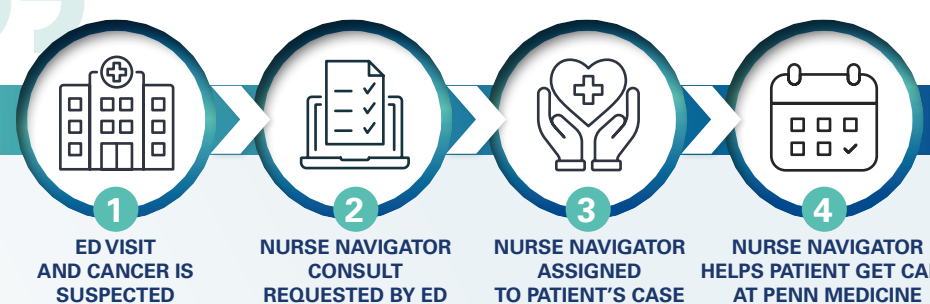 1
ED VISIT
AND CANCER IS
SUSPECTED
2
NURSE NAVIGATOR
CONSULT
REQUESTED BY ED
3
NURSE NAVIGATOR
ASSIGNED
TO PATIENT'S CASE
4
NURSE NAVIGATOR
HELPS PATIENT GET
AT PENN MEDICINE